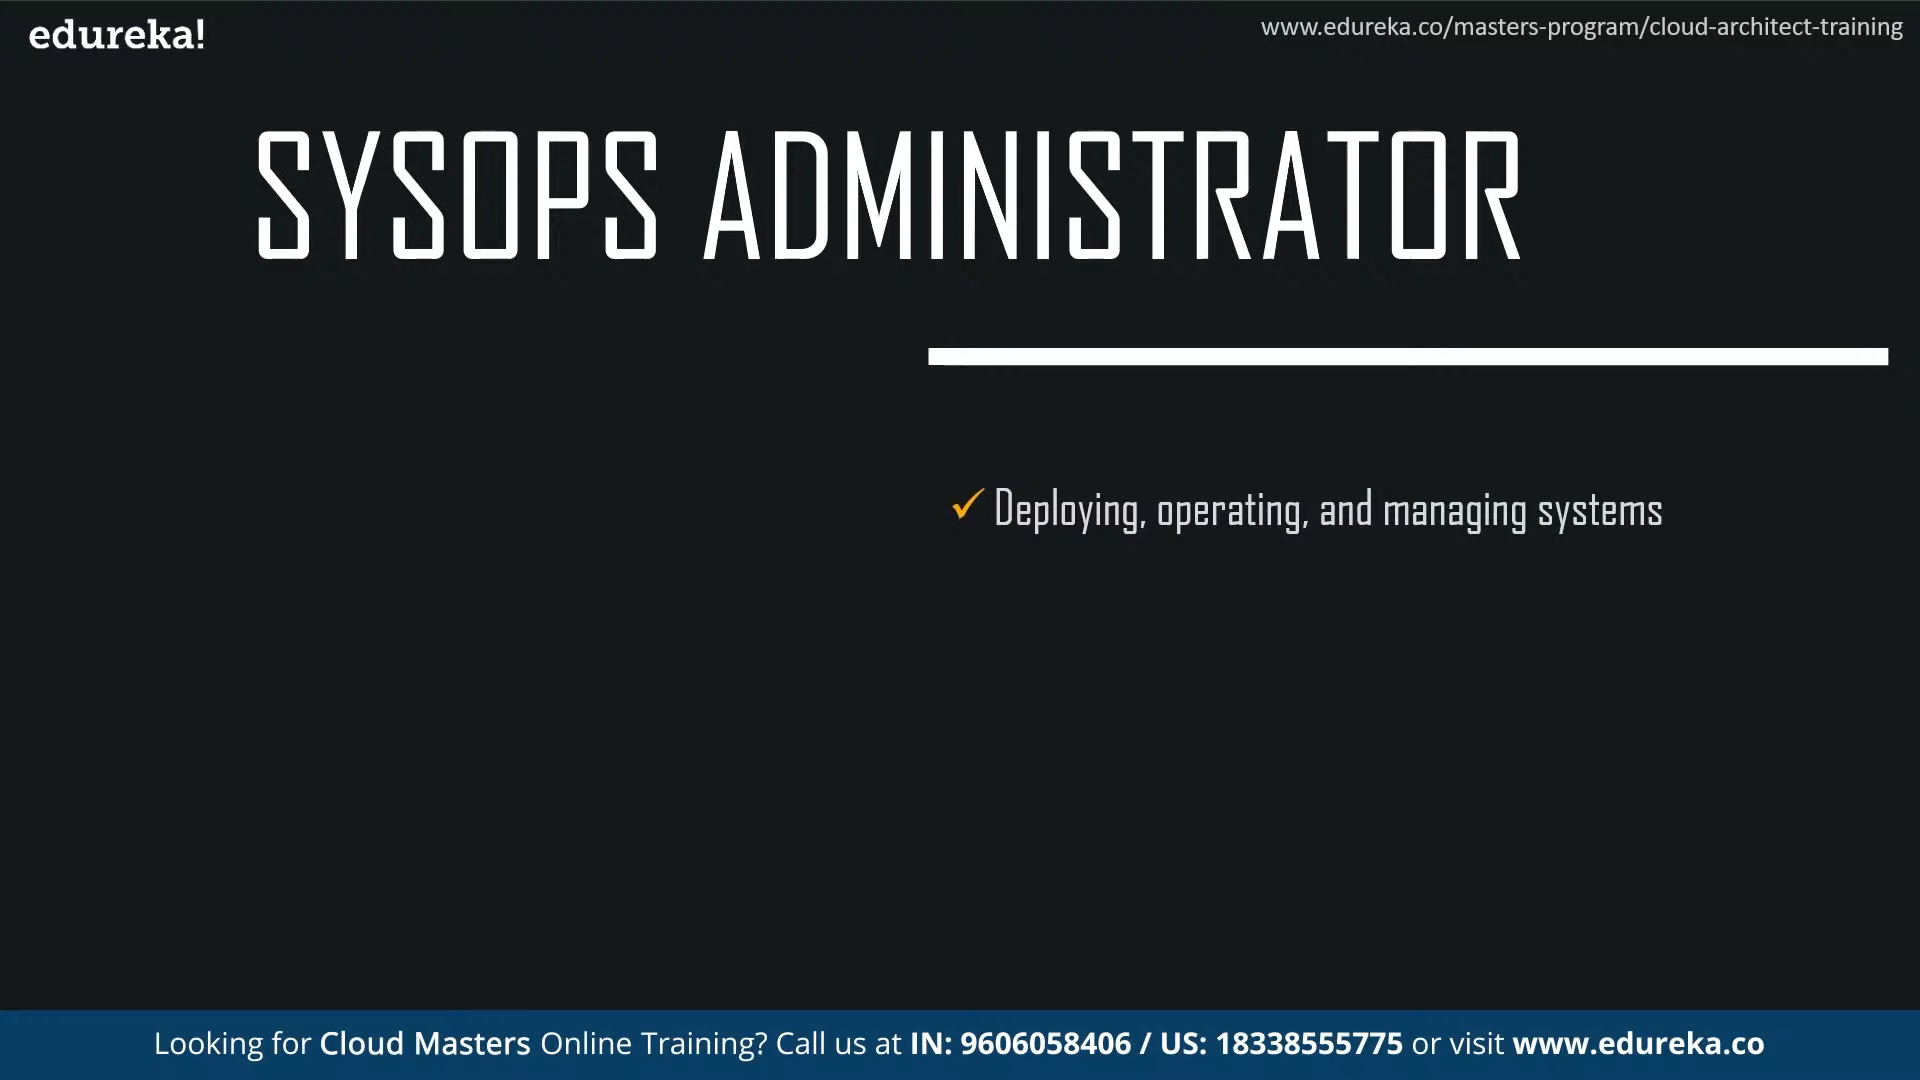 edureka!
www.edureka.co/masters-program/cloud-architect-training
SYSOPS ADMINISTRATOR
✓ Deploying, operating, and managing systems
Looking for Cloud Masters Online Training? Call us at IN: 9606058406 / US: 18338555775 or visit www.edureka.co